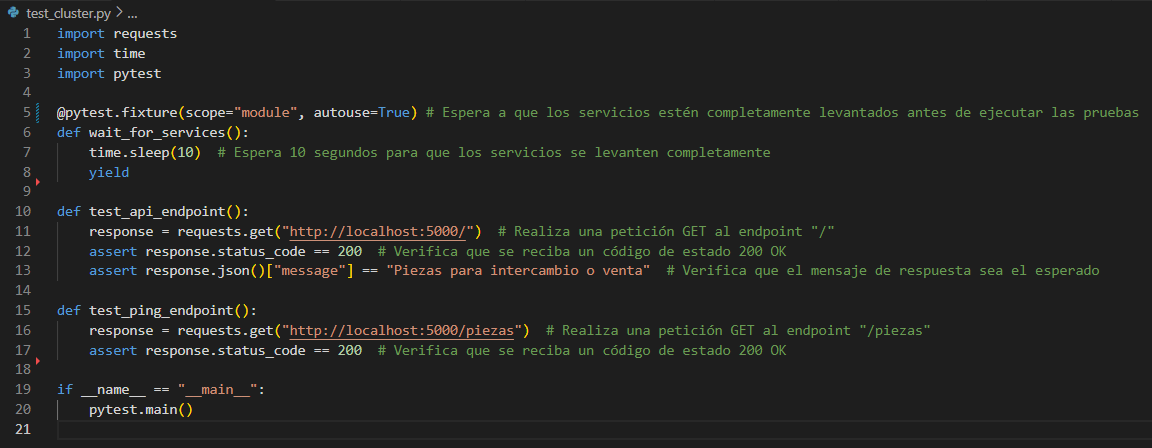 test_cluster.py > ...
1 import requests
2 import time
3 import pytest
4
5 @pytest.fixture(scope="module", autouse=True) # Espera a que los servicios estén completamente levantados antes de ejecutar las pruebas
6 def wait_for_services():
7     time.sleep(10)  # Espera 10 segundos para que los servicios se levanten completamente
8     yield
9
10 def test_api_endpoint():
11     response = requests.get("http://localhost:5000/")  # Realiza una petición GET al endpoint "/"
12     assert response.status_code == 200  # Verifica que se reciba un código de estado 200 OK
13     assert response.json()["message"] == "Piezas para intercambio o venta"  # Verifica que el mensaje de respuesta sea el esperado
14
15 def test_ping_endpoint():
16     response = requests.get("http://localhost:5000/piezas")  # Realiza una petición GET al endpoint "/piezas"
17     assert response.status_code == 200  # Verifica que se reciba un código de estado 200 OK
18
19 if __name__ == "__main__":
20     pytest.main()
21